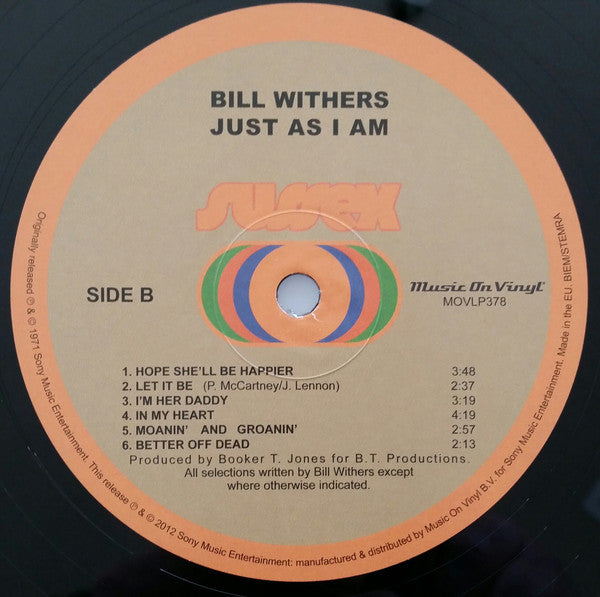 BILL WITHERS
JUST AS I AM
sussex
SIDE B
Music On Vinyl
MOVLP378
1. HOPE SHE'LL BE HAPPIER 3:48
2. LET IT BE (P. McCartney/J. Lennon) 2:37
3. I'M HER DADDY 3:19
4. IN MY HEART 4:19
5. MOANIN' AND GROANIN' 2:57
6. BETTER OFF DEAD 2:13
Produced by Booker T. Jones for B.T. Productions.
All selections written by Bill Withers except
where otherwise indicated.
Originally released ℗ & © 1971 Sony Music Entertainment. This release ℗ & © 2012 Sony Music Entertainment: manufactured & distributed by Music On Vinyl B.V. for Sony Music Entertainment. Made in the EU. BIEM/STEMRA